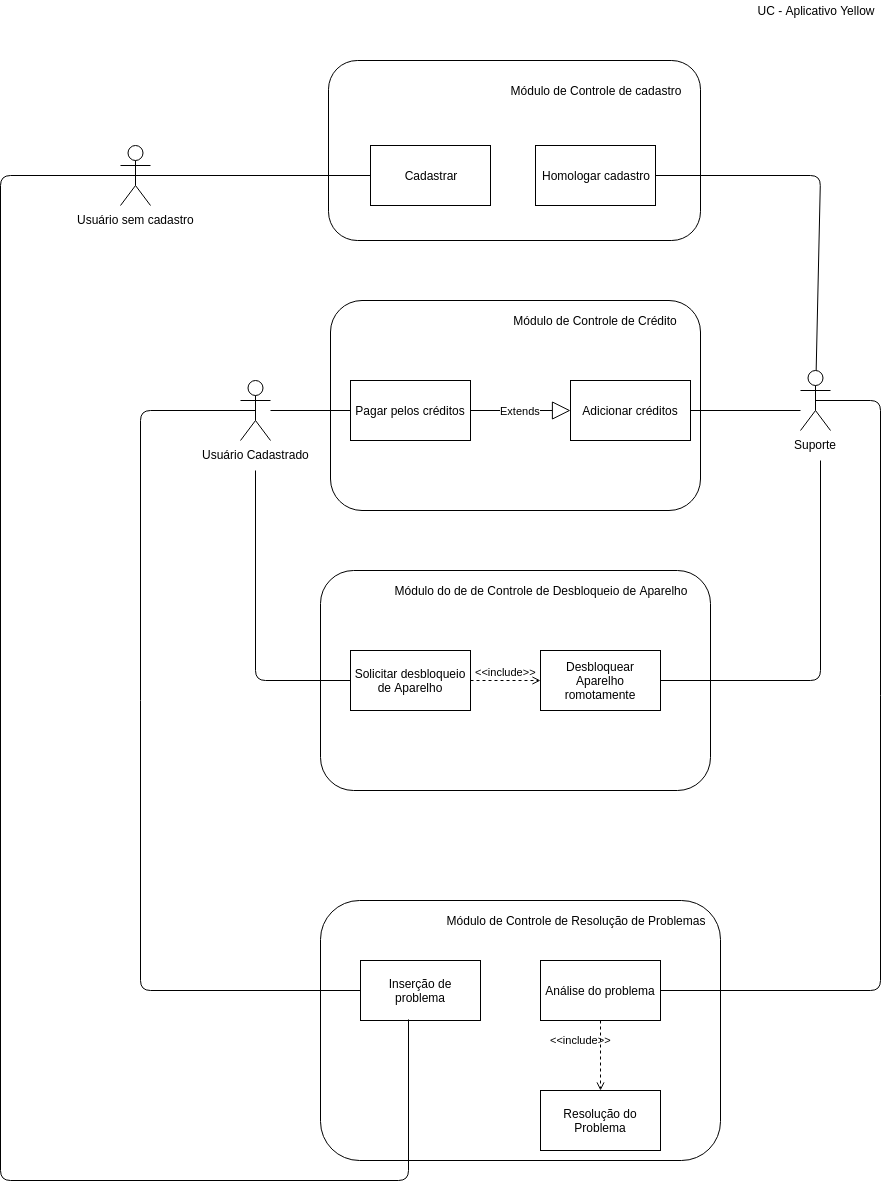 UC - Aplicativo Yellow
Módulo de Controle de cadastro
Cadastrar
Homologar cadastro
Usuário sem cadastro
Módulo de Controle de Crédito
Pagar pelos créditos
Extends
Adicionar créditos
Usuário Cadastrado
Suporte
Módulo do de de Controle de Desbloqueio de Aparelho
Solicitar desbloqueio
de Aparelho
<<include>>
Desbloquear
Aparelho
romotamente
Módulo de Controle de Resolução de Problemas
Inserção de
problema
Análise do problema
<<include>>
Resolução do
Problema